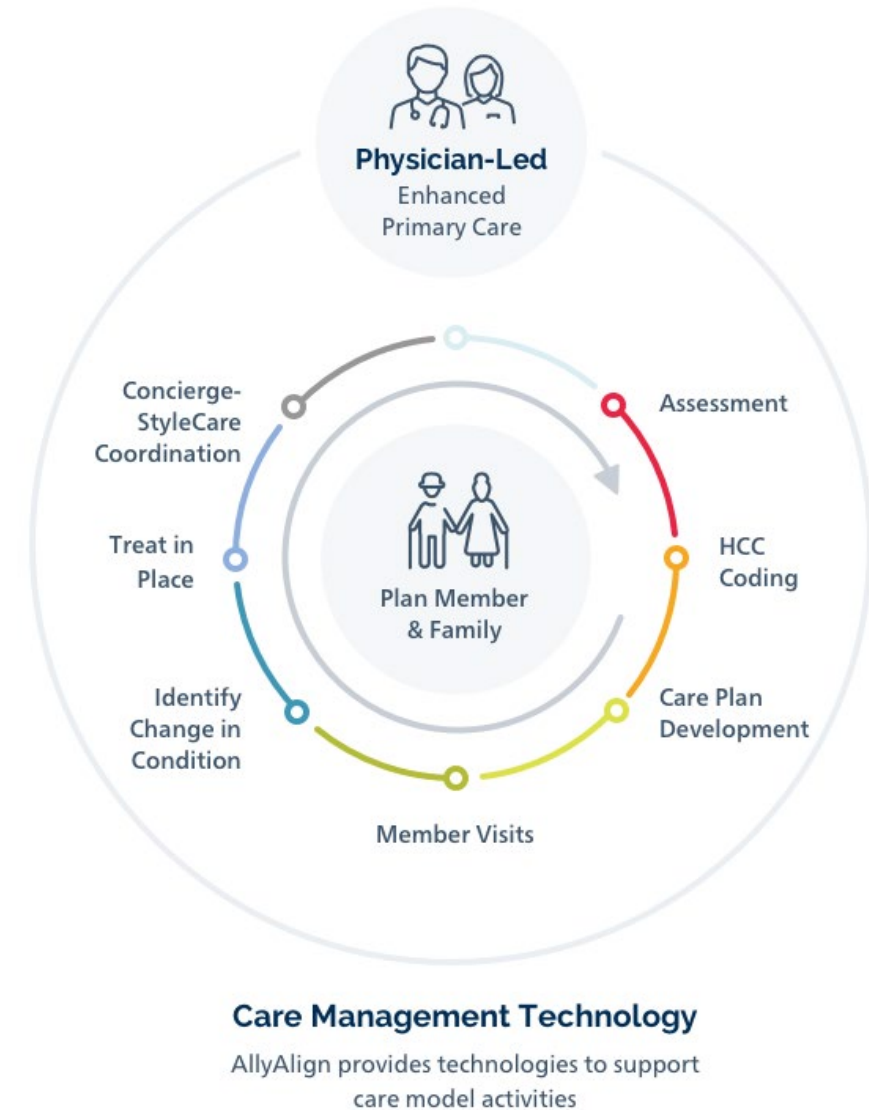 Physician-Led
Enhanced
Primary Care
Concierge-
StyleCare
Coordination
Assessment
Treat in
Place
HCC
Coding
Plan Member
& Family
Identify
Change in
Condition
Care Plan
Development
Member Visits
Care Management Technology
AllyAlign provides technologies to support
care model activities